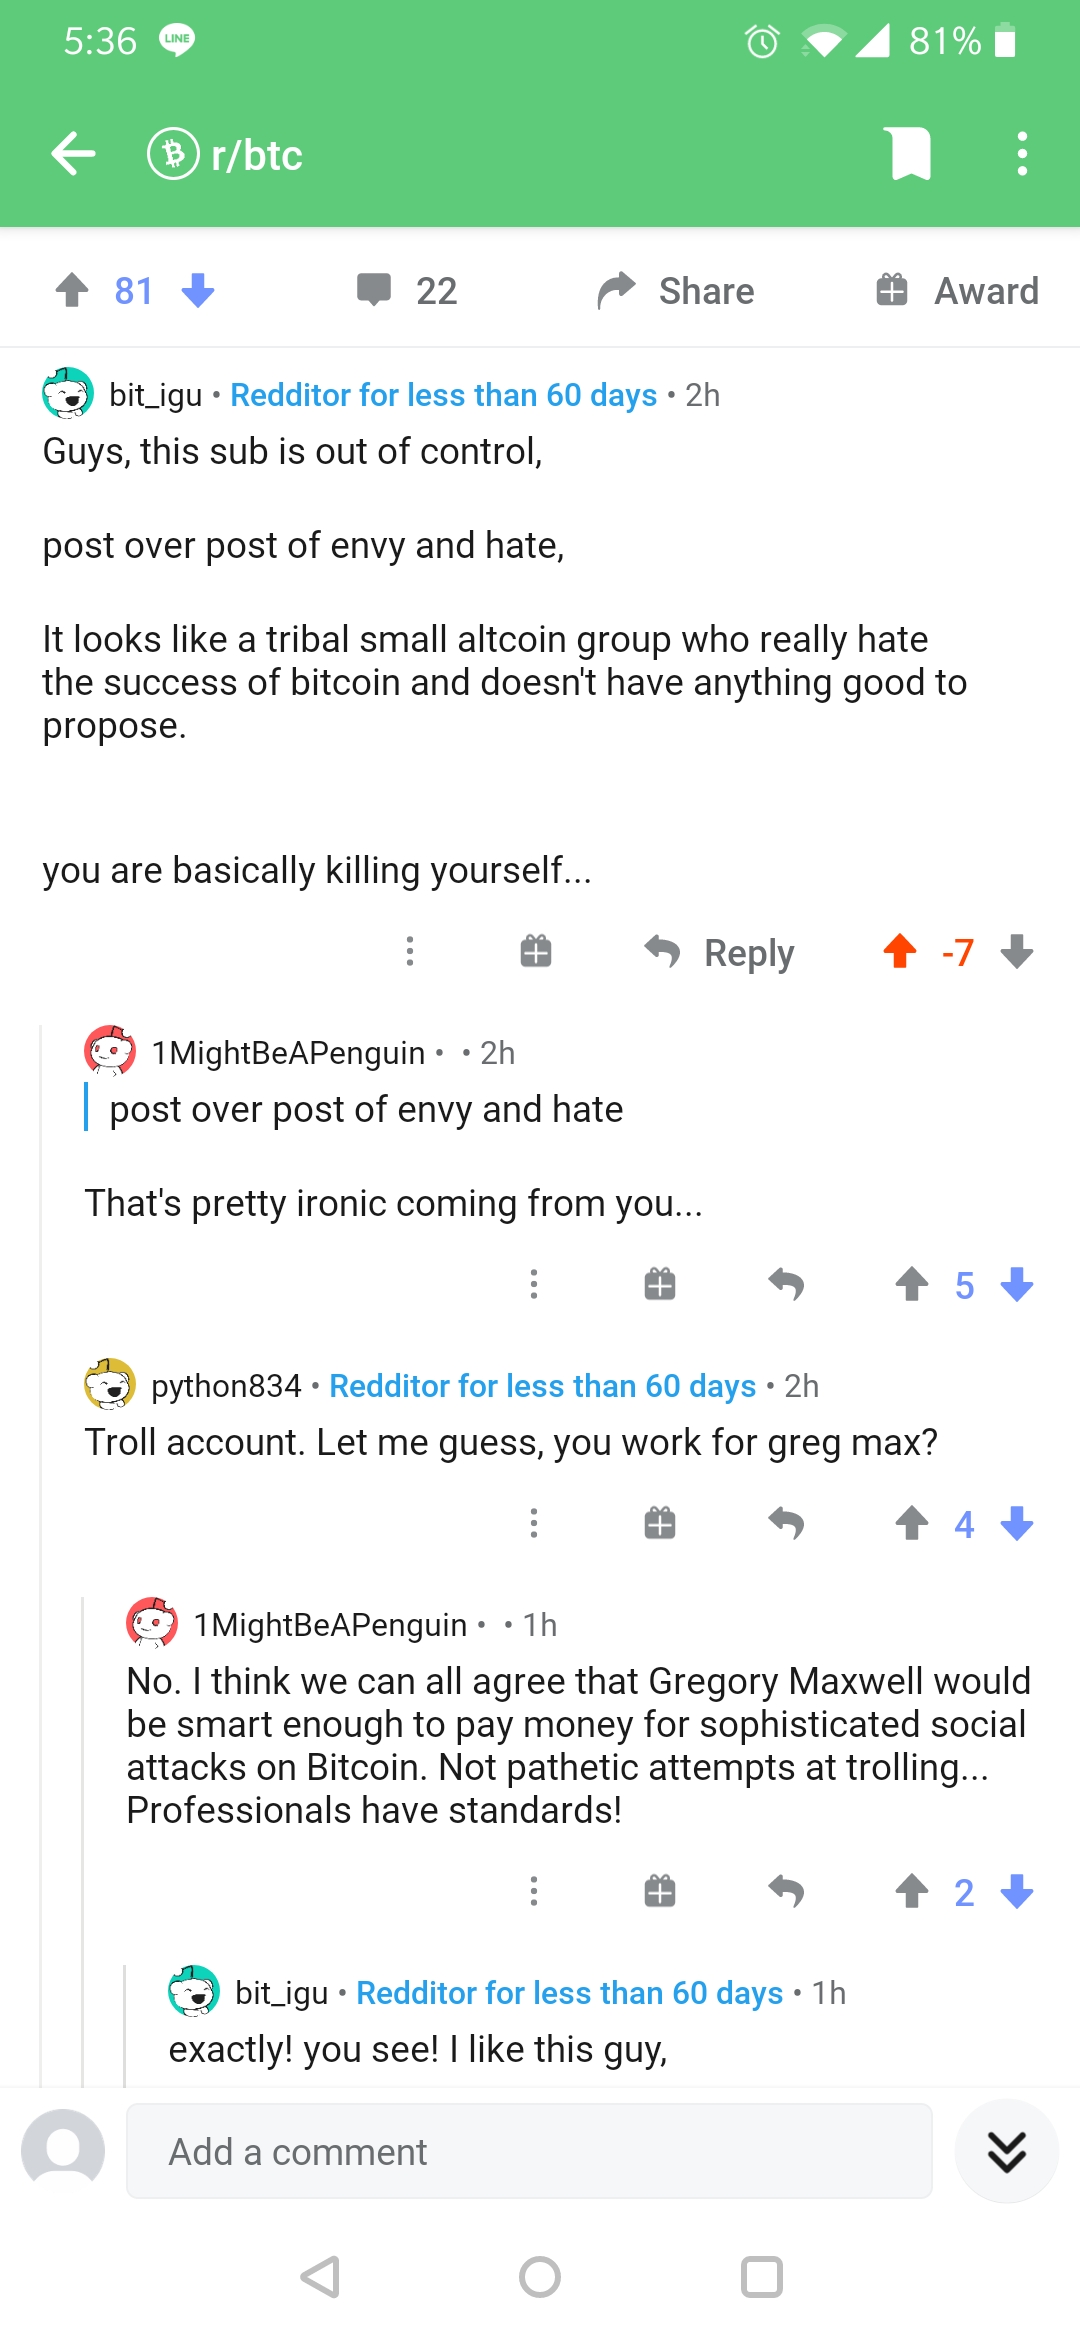 5:36 LINE 81%
r/btc
81 22 Share Award
bit_igu • Redditor for less than 60 days • 2h
Guys, this sub is out of control,
post over post of envy and hate,
It looks like a tribal small altcoin group who really hate
the success of bitcoin and doesn't have anything good to
propose.
you are basically killing yourself...
Reply -7
1MightBeAPenguin • • 2h
post over post of envy and hate
That's pretty ironic coming from you...
5
python834 • Redditor for less than 60 days • 2h
Troll account. Let me guess, you work for greg max?
4
1MightBeAPenguin • • 1h
No. I think we can all agree that Gregory Maxwell would
be smart enough to pay money for sophisticated social
attacks on Bitcoin. Not pathetic attempts at trolling...
Professionals have standards!
2
bit_igu • Redditor for less than 60 days • 1h
exactly! you see! I like this guy,
Add a comment